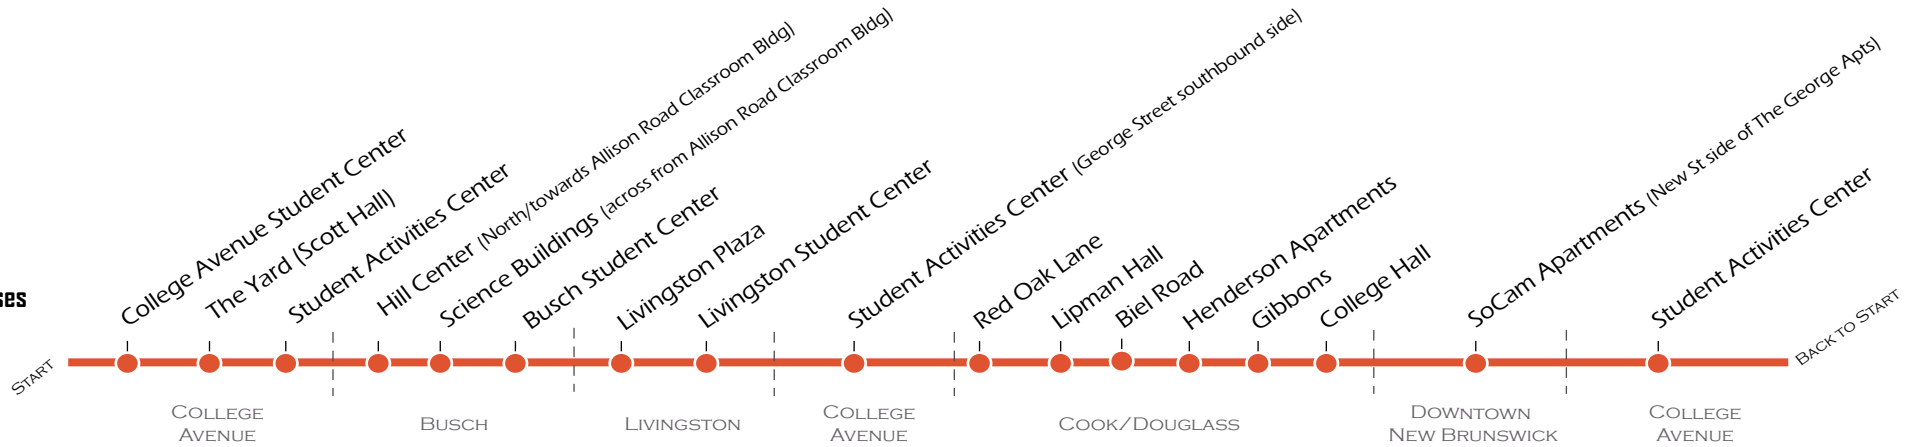 ses
START
College Avenue Student Center
The Yard (Scott Hall)
Student Activities Center
Hill Center (North/towards Allison Road Classroom Bldg)
Science Buildings (across from Allison Road Classroom Bldg)
Busch Student Center
Livingston Plaza
Livingston Student Center
Student Activities Center (George Street southbound side)
Red Oak Lane
Lipman Hall
Biel Road
Henderson Apartments
Gibbons
College Hall
SoCam Apartments (New St side of The George Apts)
Student Activities Center
BACK TO START
COLLEGE
AVENUE
BUSCH
LIVINGSTON
COLLEGE
AVENUE
COOK/DOUGLASS
DOWNTOWN
NEW BRUNSWICK
COLLEGE
AVENUE